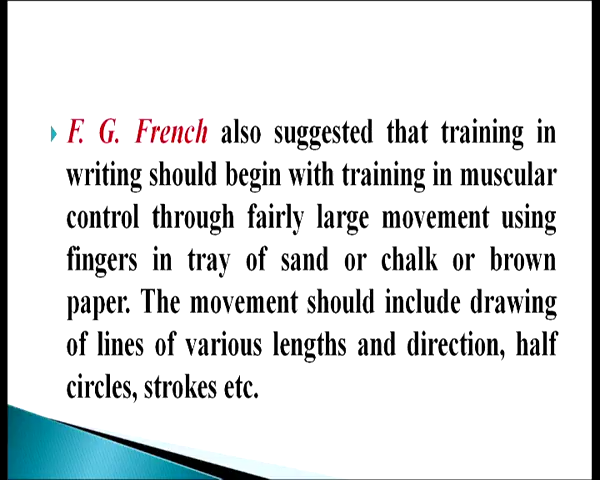 F. G. French also suggested that training in
writing should begin with training in muscular
control through fairly large movement using
fingers in tray of sand or chalk or brown
paper. The movement should include drawing
of lines of various lengths and direction, half
circles, strokes etc.